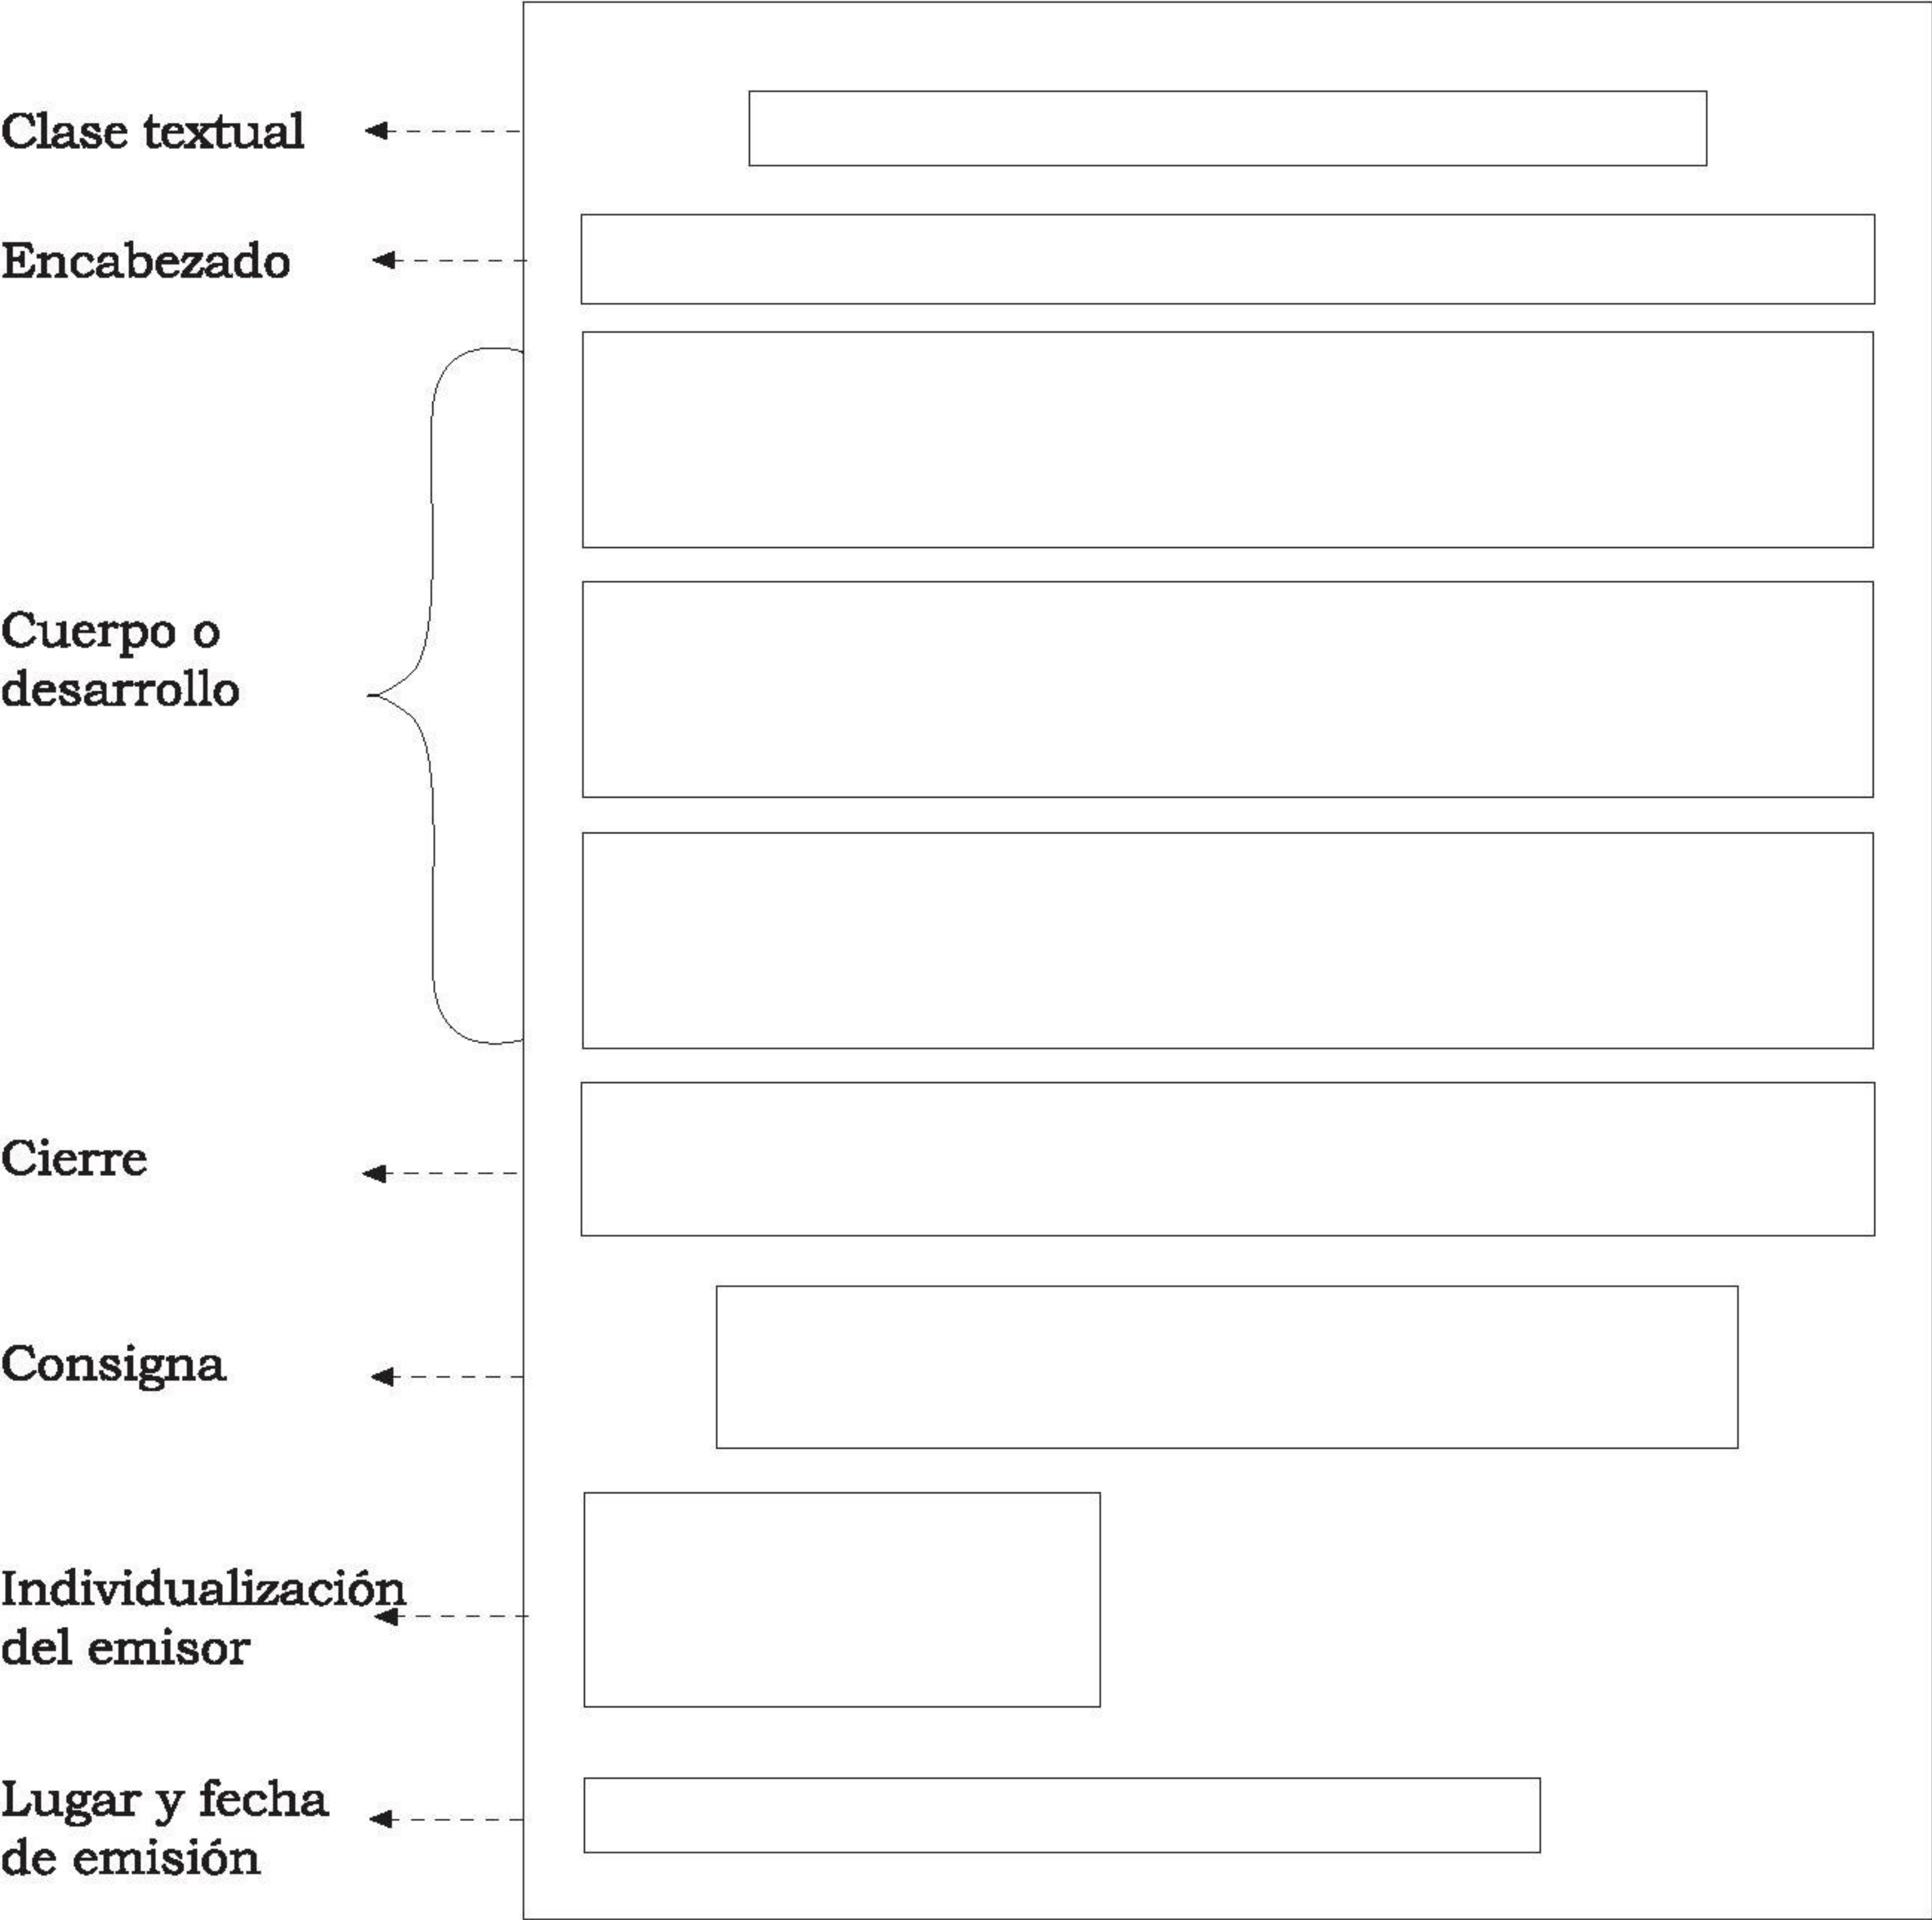 Clase textual
Encabezado
Cuerpo o
desarrollo
Cierre
Consigna
Individualización
del emisor
Lugar y fecha
de emisión